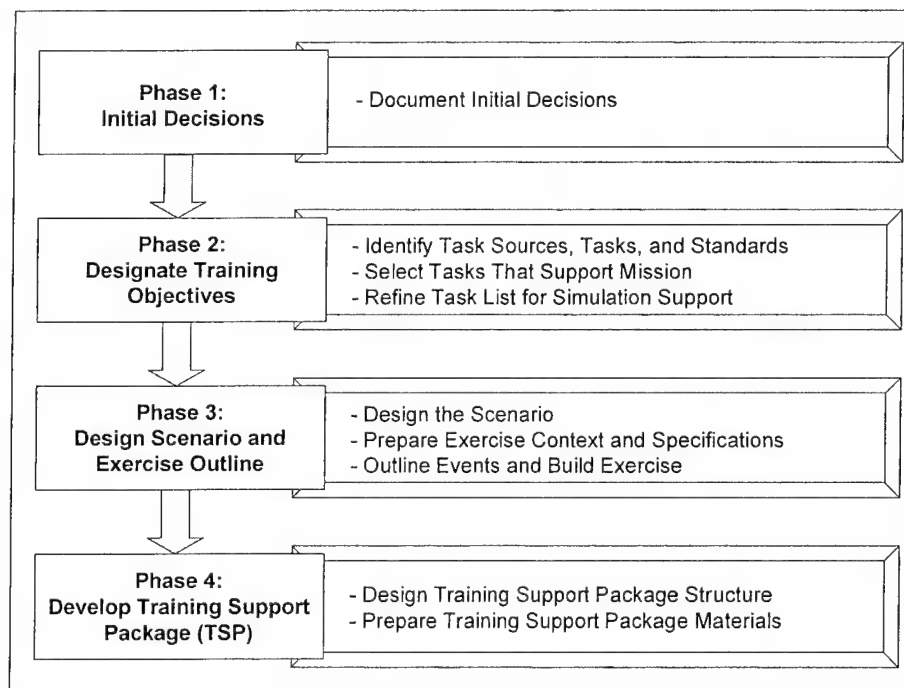 Phase 1:
Initial Decisions
- Document Initial Decisions
Phase 2:
Designate Training
Objectives
- Identify Task Sources, Tasks, and Standards
- Select Tasks That Support Mission
- Refine Task List for Simulation Support
Phase 3:
Design Scenario and
Exercise Outline
- Design the Scenario
- Prepare Exercise Context and Specifications
- Outline Events and Build Exercise
Phase 4:
Develop Training Support
Package (TSP)
- Design Training Support Package Structure
- Prepare Training Support Package Materials